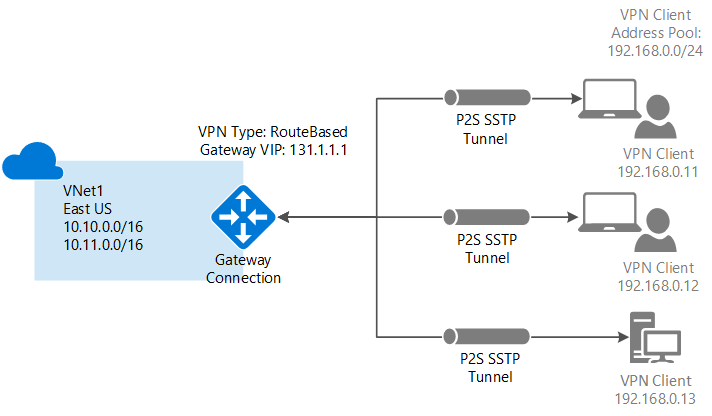 VPN Client
Address Pool:
192.168.0.0/24
P2S SSTP
Tunnel
VPN Type: RouteBased
Gateway VIP: 131.1.1.1
VPN Client
192.168.0.11
VNet1
East US
10.10.0.0/16
10.11.0.0/16
Gateway
Connection
P2S SSTP
Tunnel
VPN Client
192.168.0.12
P2S SSTP
Tunnel
VPN Client
192.168.0.13